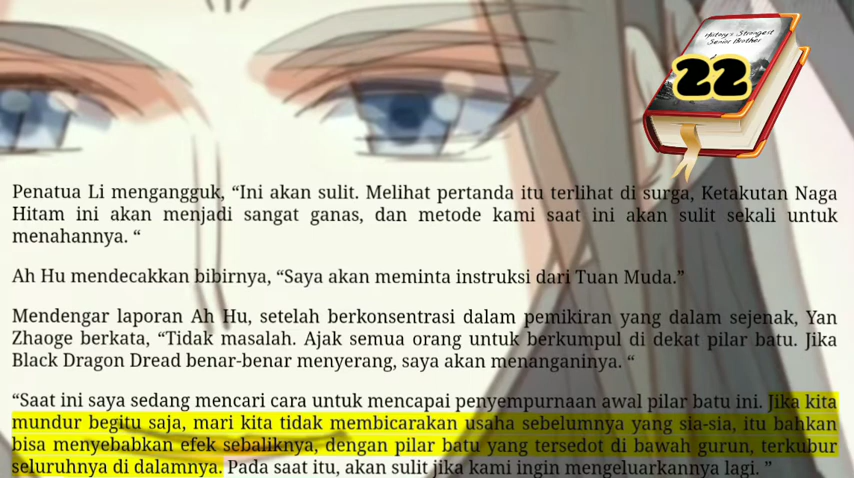 History's Strongest
Senior Brother
22
Penatua Li mengangguk, “Ini akan sulit. Melihat pertanda itu terlihat di surga, Ketakutan Naga
Hitam ini akan menjadi sangat ganas, dan metode kami saat ini akan sulit sekali untuk
menahannya. “
Ah Hu mendecakkan bibirnya, “Saya akan meminta instruksi dari Tuan Muda.”
Mendengar laporan Ah Hu, setelah berkonsentrasi dalam pemikiran yang dalam sejenak, Yan
Zhaoge berkata, “Tidak masalah. Ajak semua orang untuk berkumpul di dekat pilar batu. Jika
Black Dragon Dread benar-benar menyerang, saya akan menanganinya. “
“Saat ini saya sedang mencari cara untuk mencapai penyempurnaan awal pilar batu ini. Jika kita
mundur begitu saja, mari kita tidak membicarakan usaha sebelumnya yang sia-sia, itu bahkan
bisa menyebabkan efek sebaliknya, dengan pilar batu yang tersedot di bawah gurun, terkubur
seluruhnya di dalamnya. Pada saat itu, akan sulit jika kami ingin mengeluarkannya lagi. ”